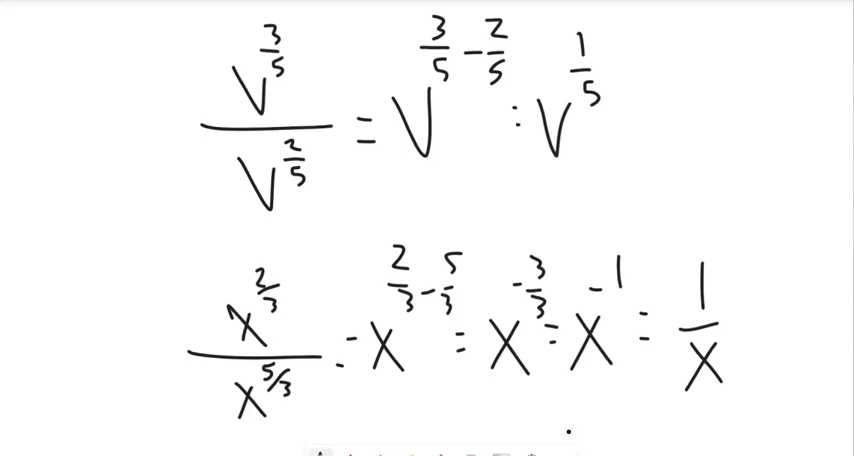 v^(3/5) / v^(2/5) = v^(3/5 - 2/5) = v^(1/5)
x^(2/3) / x^(5/3) = x^(2/3 - 5/3) = x^(-3/3) = x^(-1) = 1/x